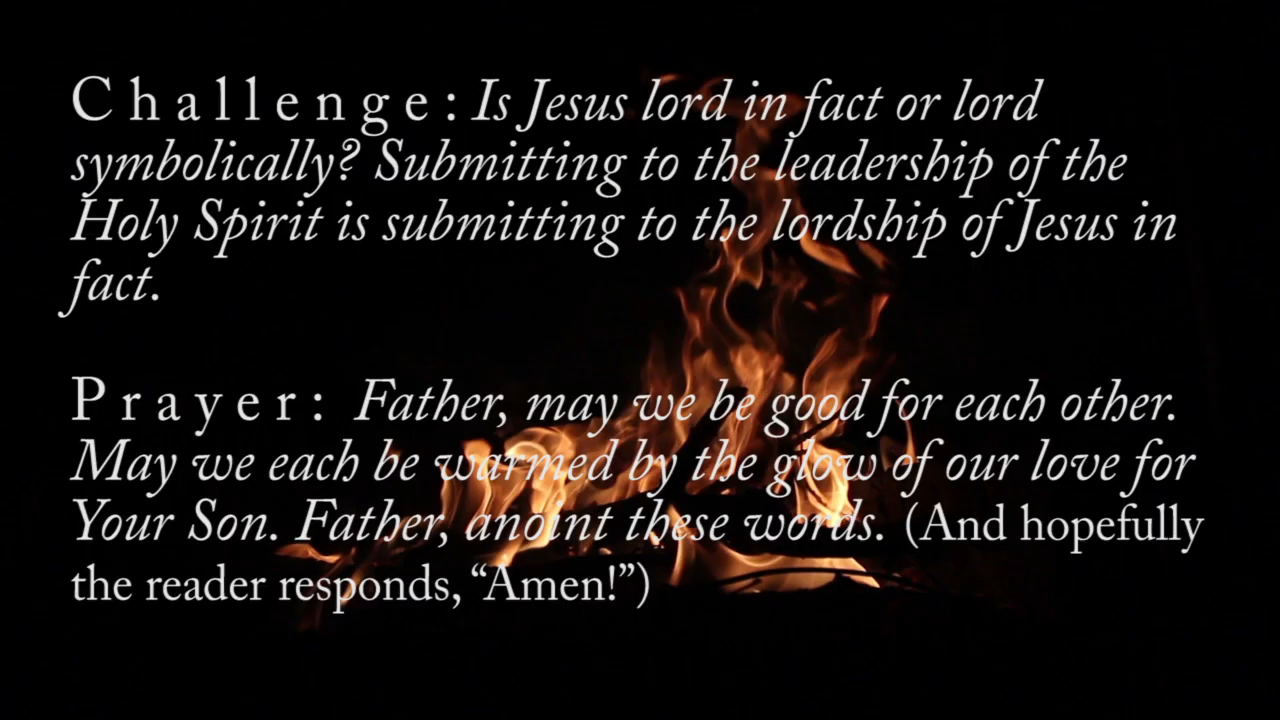 Challenge: Is Jesus lord in fact or lord
symbolically? Submitting to the leadership of the
Holy Spirit is submitting to the lordship of Jesus in
fact.
Prayer: Father, may we be good for each other.
May we each be warmed by the glow of our love for
Your Son. Father, anoint these words. (And hopefully
the reader responds, “Amen!”)